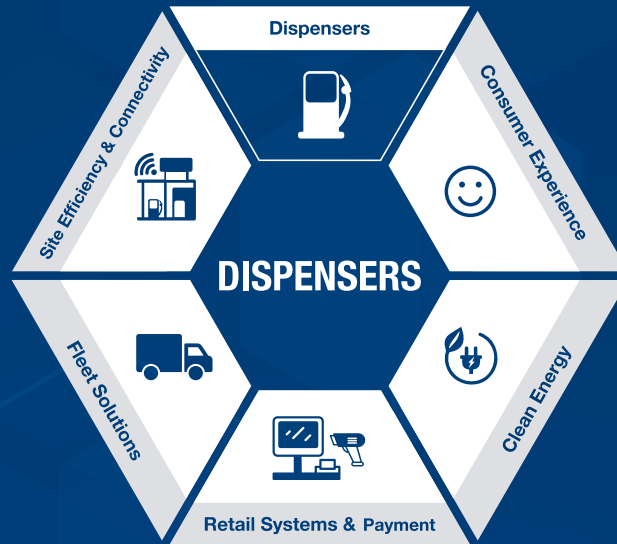 Dispensers
Site Efficiency & Connectivity
Consumer Experience
DISPENSERS
Fleet Solutions
Clean Energy
Retail Systems & Payment